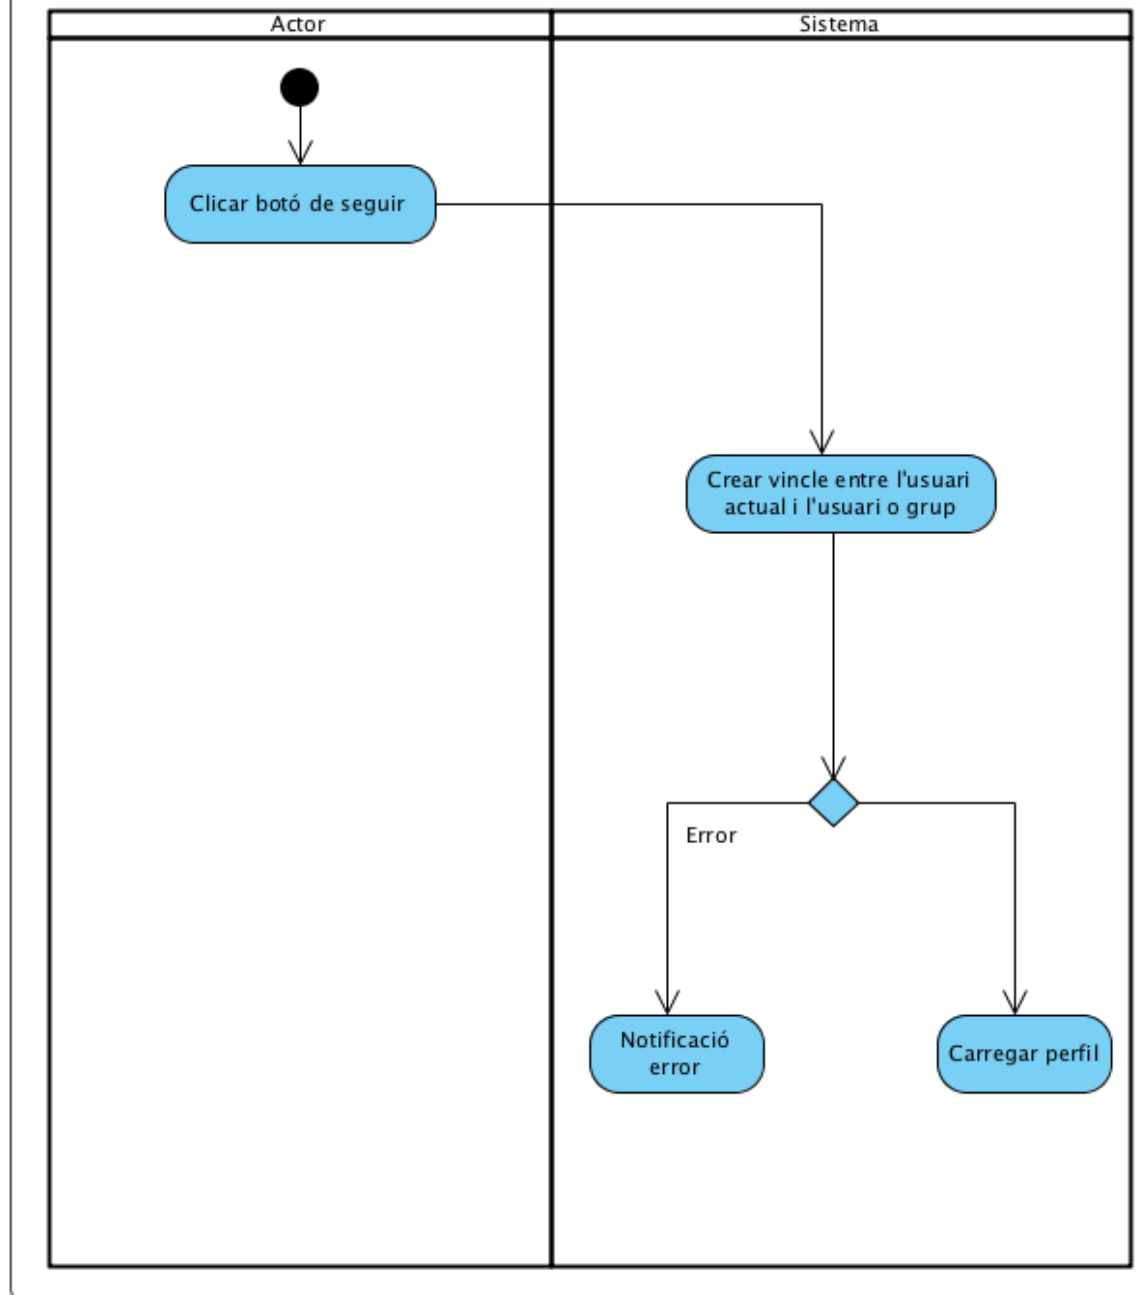 Actor
Sistema
Clicar botó de seguir
Crear vincle entre l'usuari
actual i l'usuari o grup
Error
Notificació
error
Carregar perfil